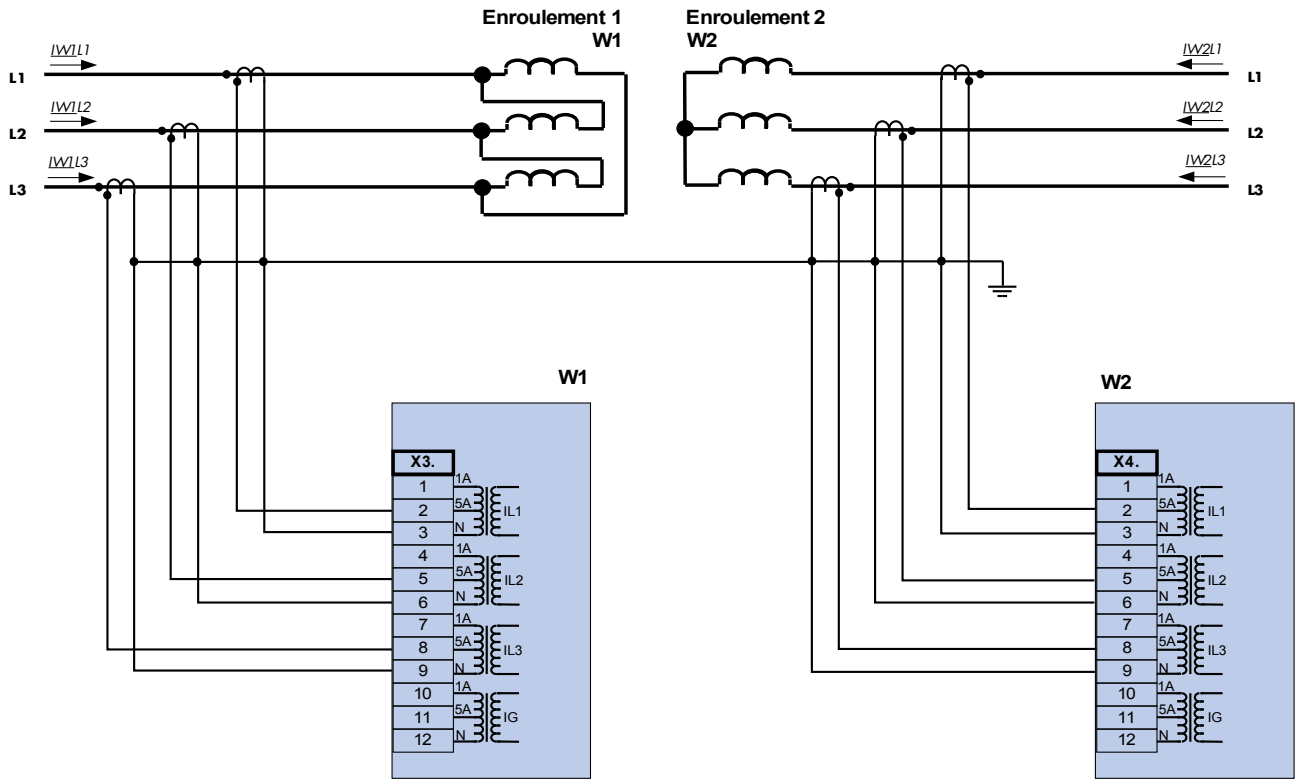 Enroulement 1
W1
Enroulement 2
W2
IW1L1
L1
IW1L2
L2
IW1L3
L3
IW2L1
L1
IW2L2
L2
IW2L3
L3
W1
X3.
1 1A
2 5A IL1
3 N
4 1A
5 5A IL2
6 N
7 1A
8 5A IL3
9 N
10 1A
11 5A IG
12 N
W2
X4.
1 1A
2 5A IL1
3 N
4 1A
5 5A IL2
6 N
7 1A
8 5A IL3
9 N
10 1A
11 5A IG
12 N